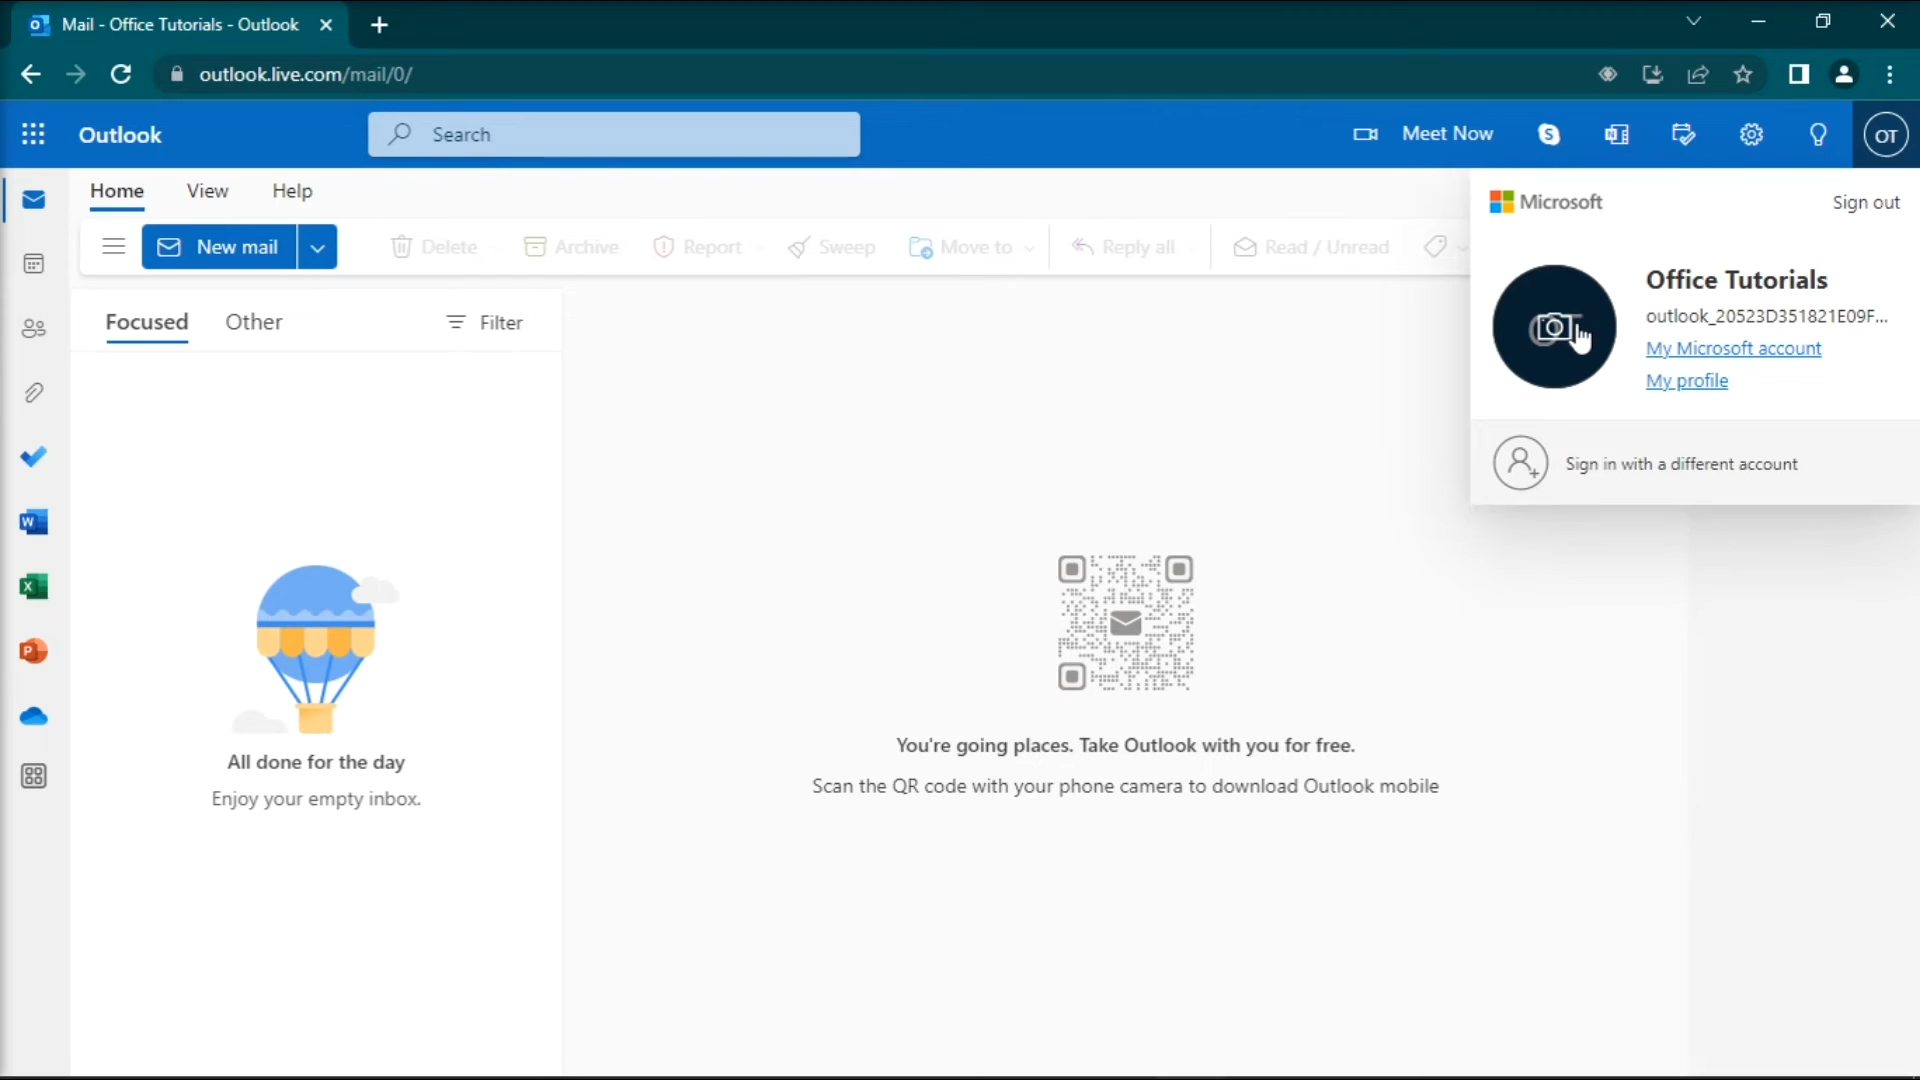 Mail - Office Tutorials - Outlook
outlook.live.com/mail/0/
Outlook
Search
Meet Now
OT
Home View Help
New mail
Delete Archive Report Sweep Move to Reply all Read / Unread
Microsoft
Sign out
Office Tutorials
outlook_20523D351821E09F...
My Microsoft account
My profile
Sign in with a different account
Focused Other Filter
All done for the day
Enjoy your empty inbox.
You're going places. Take Outlook with you for free.
Scan the QR code with your phone camera to download Outlook mobile